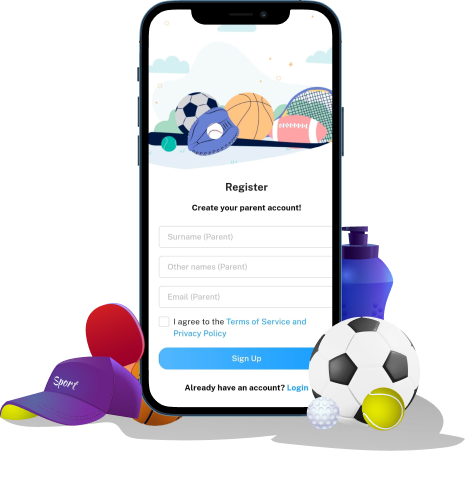 Register
Create your parent account!
Surname (Parent)
Other names (Parent)
Email (Parent)
I agree to the Terms of Service and
Privacy Policy
Sign Up
Already have an account? Login
Sport